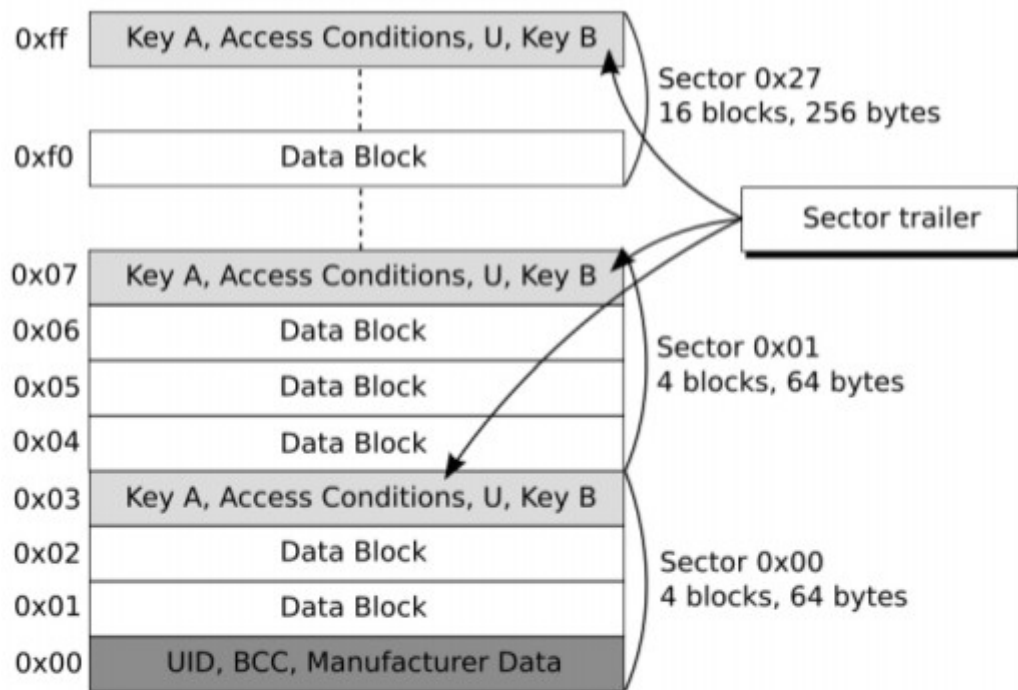 0xff
Key A, Access Conditions, U, Key B
Sector 0x27
16 blocks, 256 bytes
0xf0
Data Block
Sector trailer
0x07
Key A, Access Conditions, U, Key B
0x06
Data Block
0x05
Data Block
Sector 0x01
4 blocks, 64 bytes
0x04
Data Block
0x03
Key A, Access Conditions, U, Key B
0x02
Data Block
0x01
Data Block
Sector 0x00
4 blocks, 64 bytes
0x00
UID, BCC, Manufacturer Data